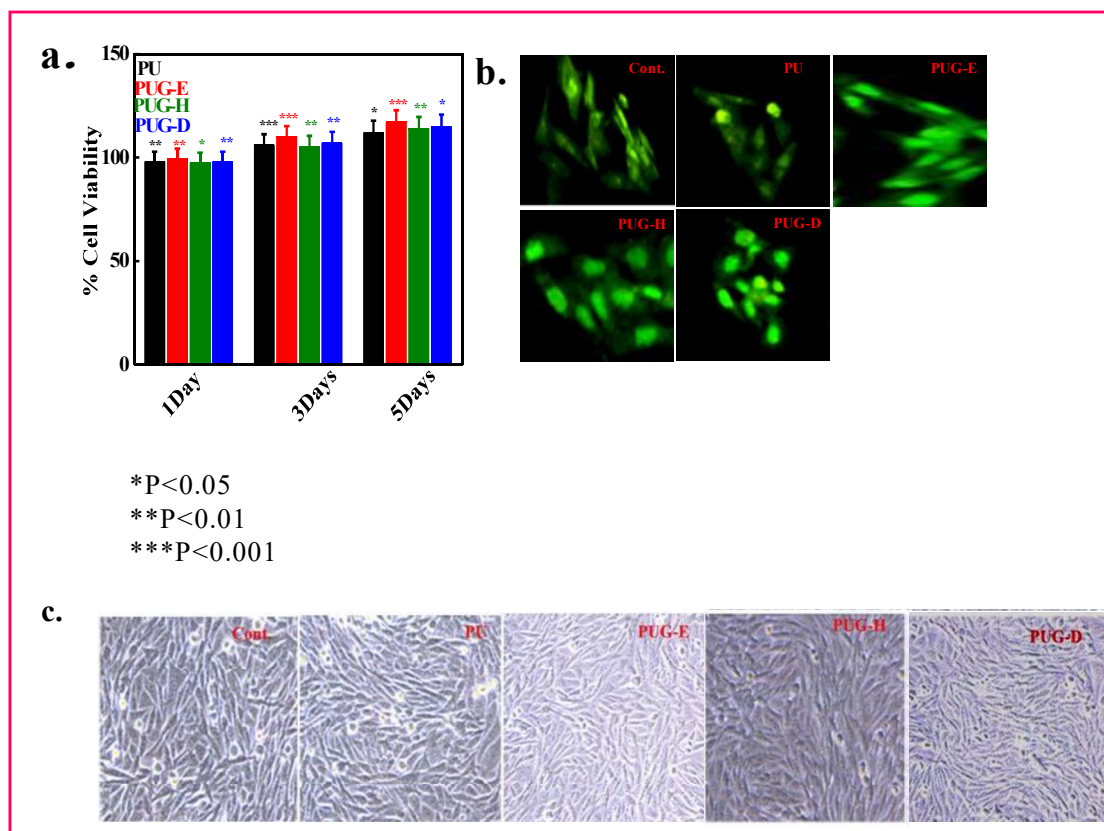 a.
150
100
50
0
% Cell Viability
PU
PUG-E
PUG-H
PUG-D
** ** * **
*** *** ** **
* *** ** *
1Day
3Days
5Days
*P<0.05
**P<0.01
***P<0.001
b.
Cont.
PU
PUG-E
PUG-H
PUG-D
c.
Cont.
PU
PUG-E
PUG-H
PUG-D